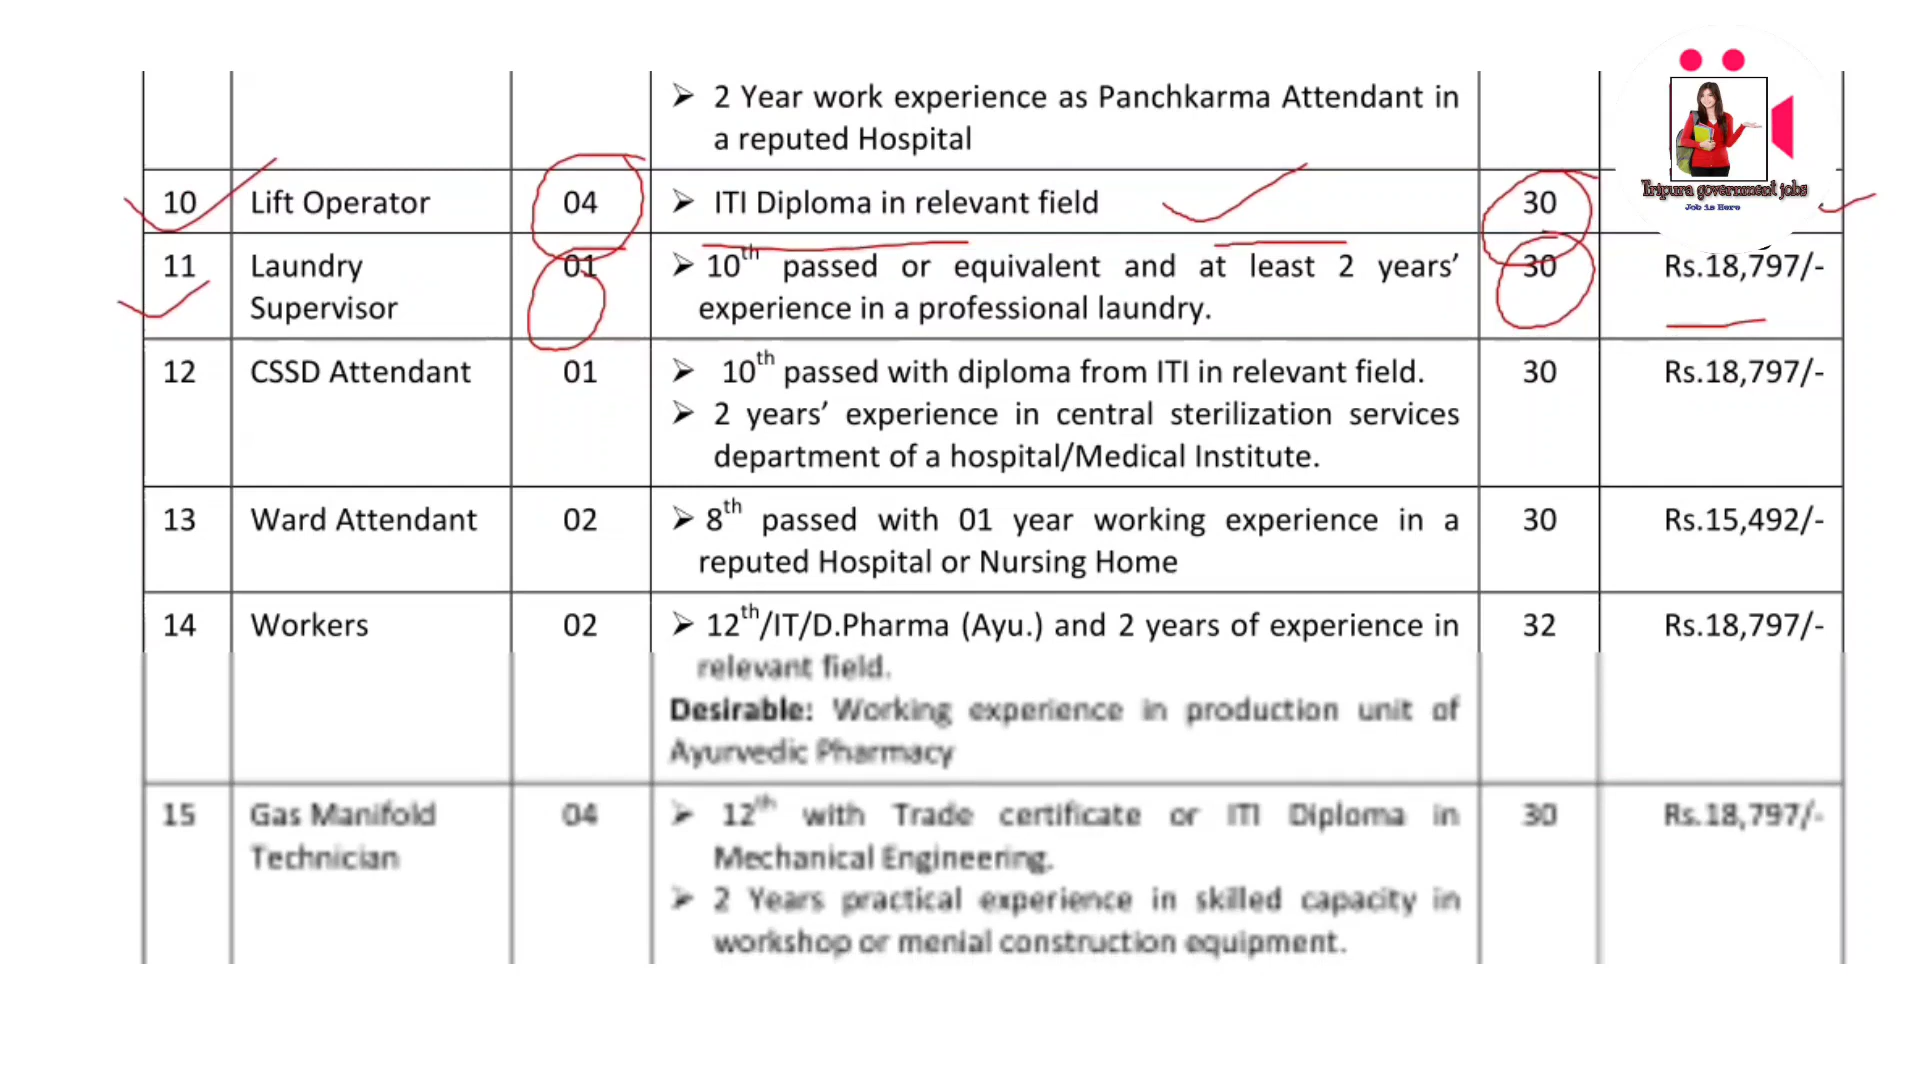 ➢ 2 Year work experience as Panchkarma Attendant in
a reputed Hospital
Tripura government jobs
Job is Here
10 Lift Operator 04 ➢ ITI Diploma in relevant field 30
11 Laundry 01 ➢ 10th passed or equivalent and at least 2 years’ 30 Rs.18,797/-
Supervisor experience in a professional laundry.
12 CSSD Attendant 01 ➢ 10th passed with diploma from ITI in relevant field. 30 Rs.18,797/-
➢ 2 years’ experience in central sterilization services
department of a hospital/Medical Institute.
13 Ward Attendant 02 ➢ 8th passed with 01 year working experience in a 30 Rs.15,492/-
reputed Hospital or Nursing Home
14 Workers 02 ➢ 12th/IT/D.Pharma (Ayu.) and 2 years of experience in 32 Rs.18,797/-
relevant field.
Desirable: Working experience in production unit of
Ayurvedic Pharmacy
15 Gas Manifold 04 ➢ 12th with Trade certificate or ITI Diploma in 30 Rs.18,797/-
Technician Mechanical Engineering.
➢ 2 Years practical experience in skilled capacity in
workshop or menial construction equipment.